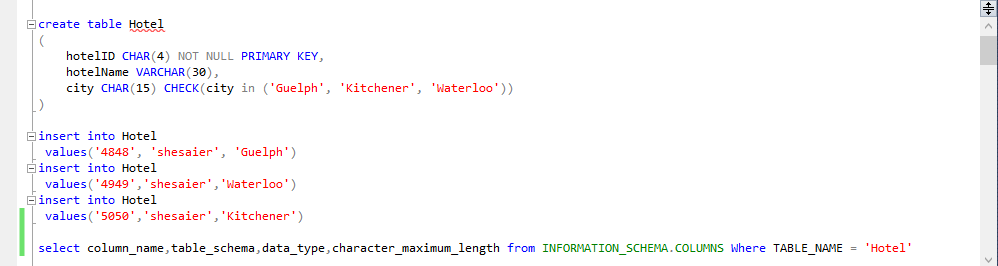 create table Hotel
(
hotelID CHAR(4) NOT NULL PRIMARY KEY,
hotelName VARCHAR(30),
city CHAR(15) CHECK(city in ('Guelph', 'Kitchener', 'Waterloo'))
)
insert into Hotel
values('4848', 'shesaier', 'Guelph')
insert into Hotel
values('4949','shesaier','Waterloo')
insert into Hotel
values('5050','shesaier','Kitchener')
select column_name,table_schema,data_type,character_maximum_length from INFORMATION_SCHEMA.COLUMNS Where TABLE_NAME = 'Hotel'